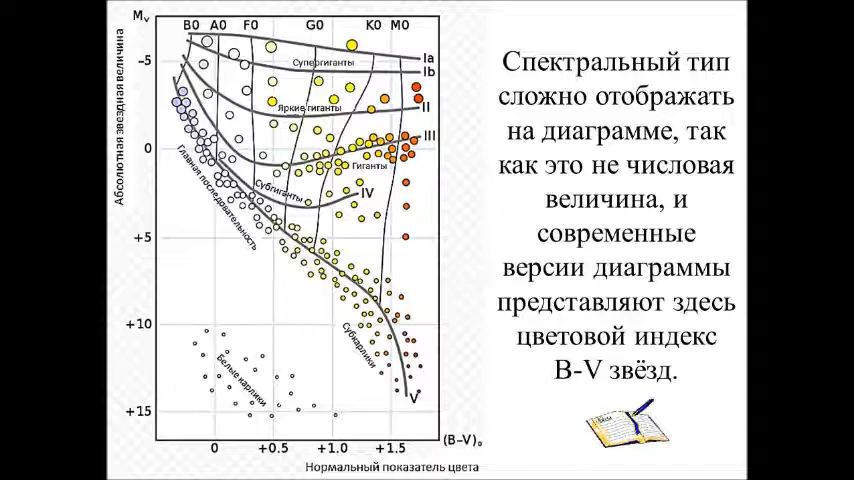 Mv
B0 A0 F0 G0 K0 M0
Абсолютная звездная величина
-5
0
+5
+10
+15
Ia
Супергиганты
Ib
Яркие гиганты
II
III
Гиганты
Субгиганты
IV
Главная последовательность
Субкарлики
Белые карлики
V
(B-V)₀
0 +0.5 +1.0 +1.5
Нормальный показатель цвета
Спектральный тип
сложно отображать
на диаграмме, так
как это не числовая
величина, и
современные
версии диаграммы
представляют здесь
цветовой индекс
B-V звёзд.